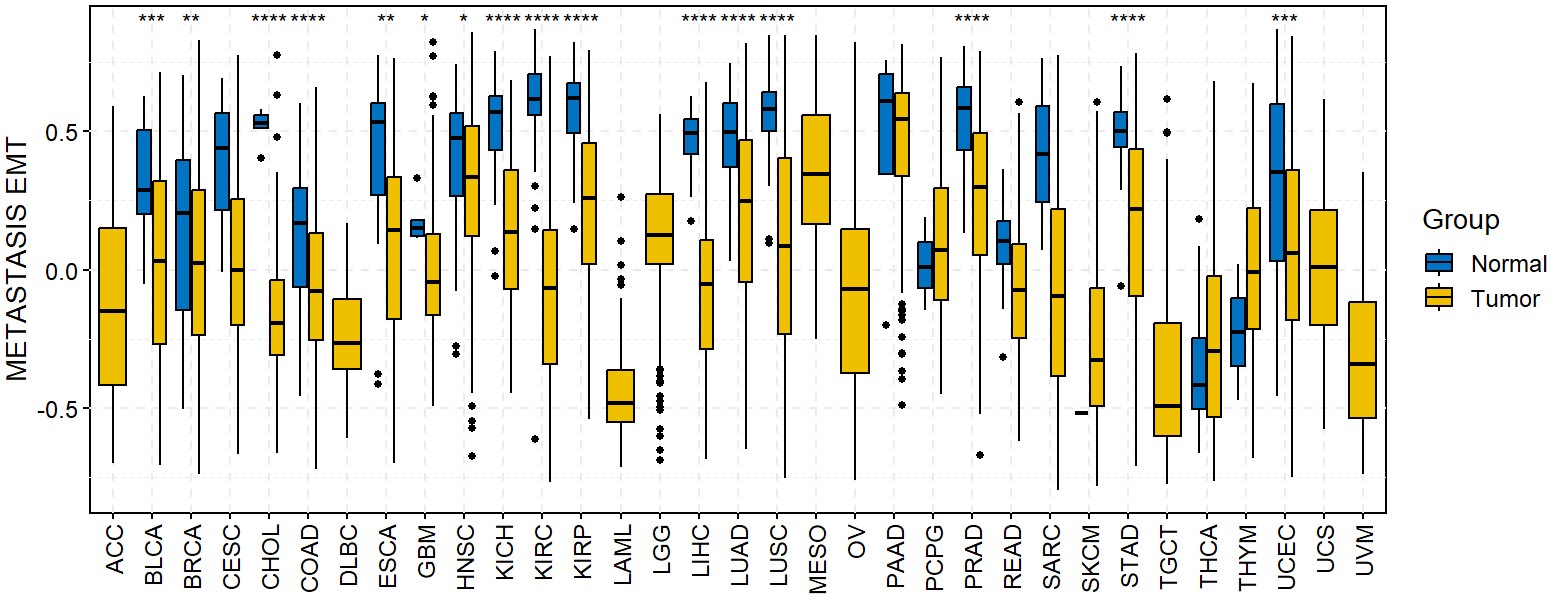 *** ** **** **** ** * * **** **** **** **** **** **** **** **** ***
METASTASIS EMT
0.5
0.0
-0.5
ACC BLCA BRCA CESC CHOL COAD DLBC ESCA GBM HNSC KICH KIRC KIRP LAML LGG LIHC LUAD LUSC MESO OV PAAD PCPG PRAD READ SARC SKCM STAD TGCT THCA THYM UCEC UCS UVM
Group
Normal
Tumor